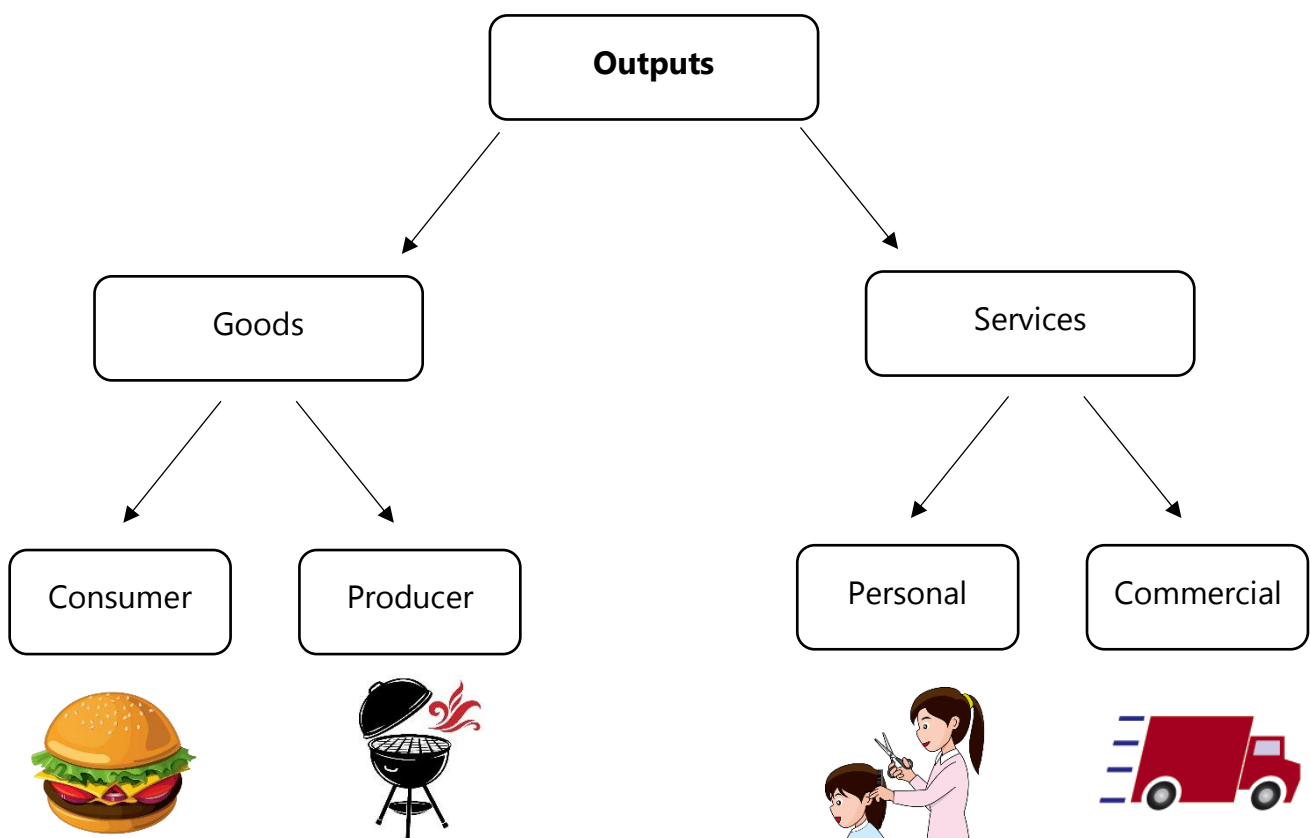 Outputs
Goods
Services
Consumer
Producer
Personal
Commercial